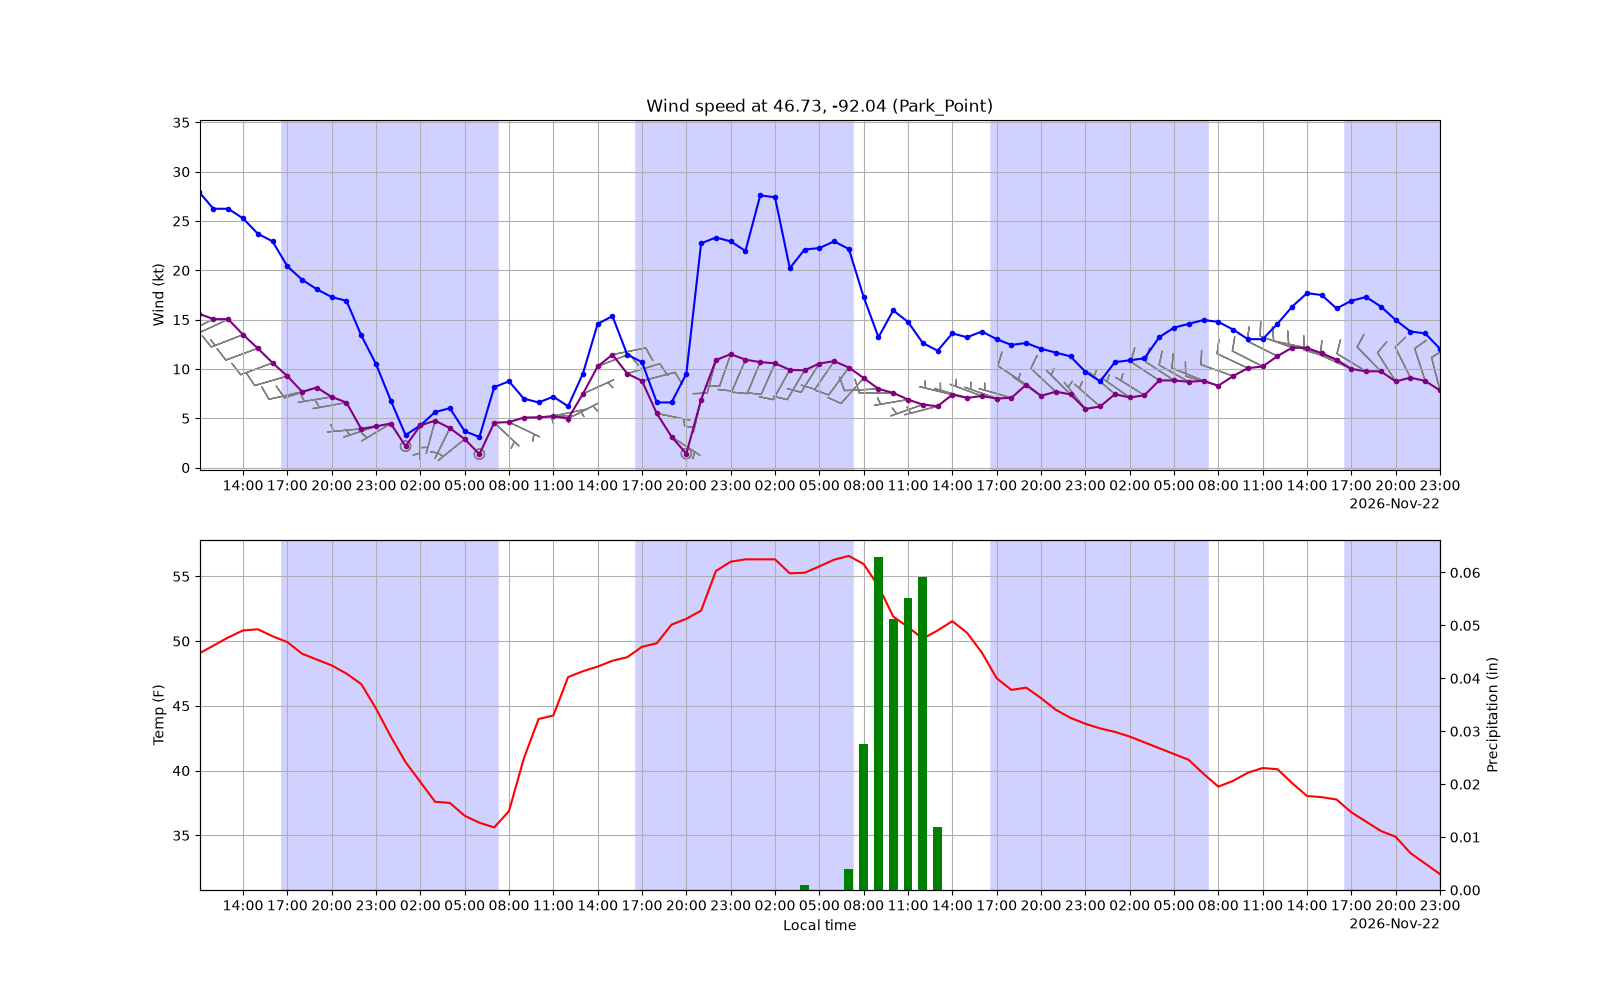 Wind speed at 46.73, -92.04 (Park_Point)
35
30
25
20
15
10
5
0
Wind (kt)
14:00 17:00 20:00 23:00 02:00 05:00 08:00 11:00 14:00 17:00 20:00 23:00 02:00 05:00 08:00 11:00 14:00 17:00 20:00 23:00 02:00 05:00 08:00 11:00 14:00 17:00 20:00 23:00
2026-Nov-22
55
50
45
40
35
Temp (F)
0.06
0.05
0.04
0.03
0.02
0.01
0.00
Precipitation (in)
14:00 17:00 20:00 23:00 02:00 05:00 08:00 11:00 14:00 17:00 20:00 23:00 02:00 05:00 08:00 11:00 14:00 17:00 20:00 23:00 02:00 05:00 08:00 11:00 14:00 17:00 20:00 23:00
Local time
2026-Nov-22